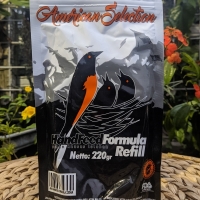 American Selection
HandFeed Formula
Refill
Netto: 220gr